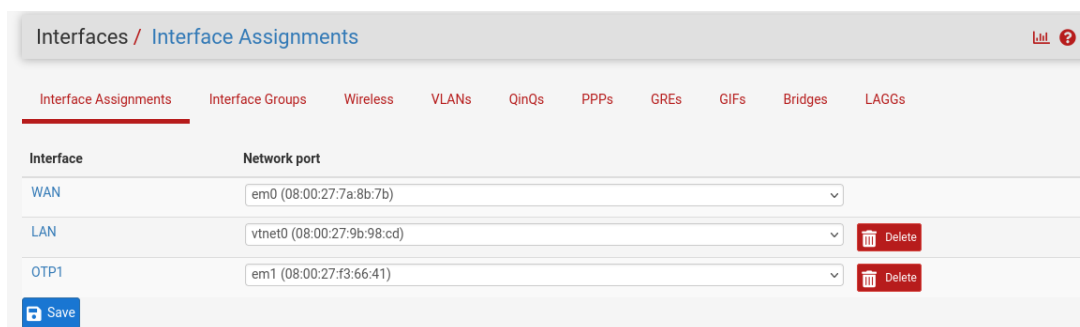 Interfaces / Interface Assignments
Interface Assignments Interface Groups Wireless VLANs QinQs PPPs GREs GIFs Bridges LAGGs
Interface Network port
WAN em0 (08:00:27:7a:8b:7b)
LAN vtnet0 (08:00:27:9b:98:cd) Delete
OTP1 em1 (08:00:27:f3:66:41) Delete
Save